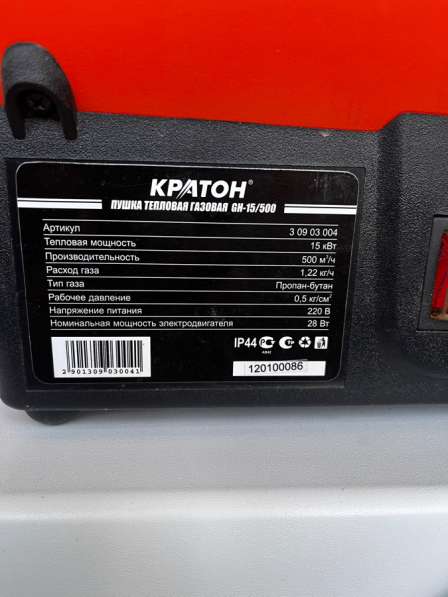 КРАТОН®
ПУШКА ТЕПЛОВАЯ ГАЗОВАЯ GH-15/500
Артикул 3 09 03 004
Тепловая мощность 15 кВт
Производительность 500 м³/ч
Расход газа 1,22 кг/ч
Тип газа Пропан-бутан
Рабочее давление 0,5 кг/см²
Напряжение питания 220 В
Номинальная мощность электродвигателя 28 Вт
IP44
2 901309 030041
120100086